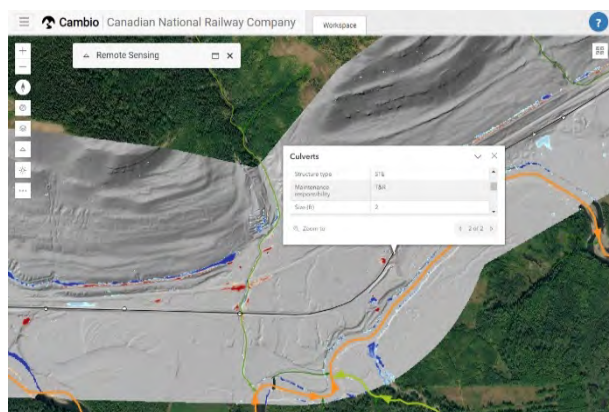 Cambio Canadian National Railway Company Workspace ?
Remote Sensing
Culverts
Structure type
Maintenance responsibility
Size (ft) 3
Zoom to 2 of 2